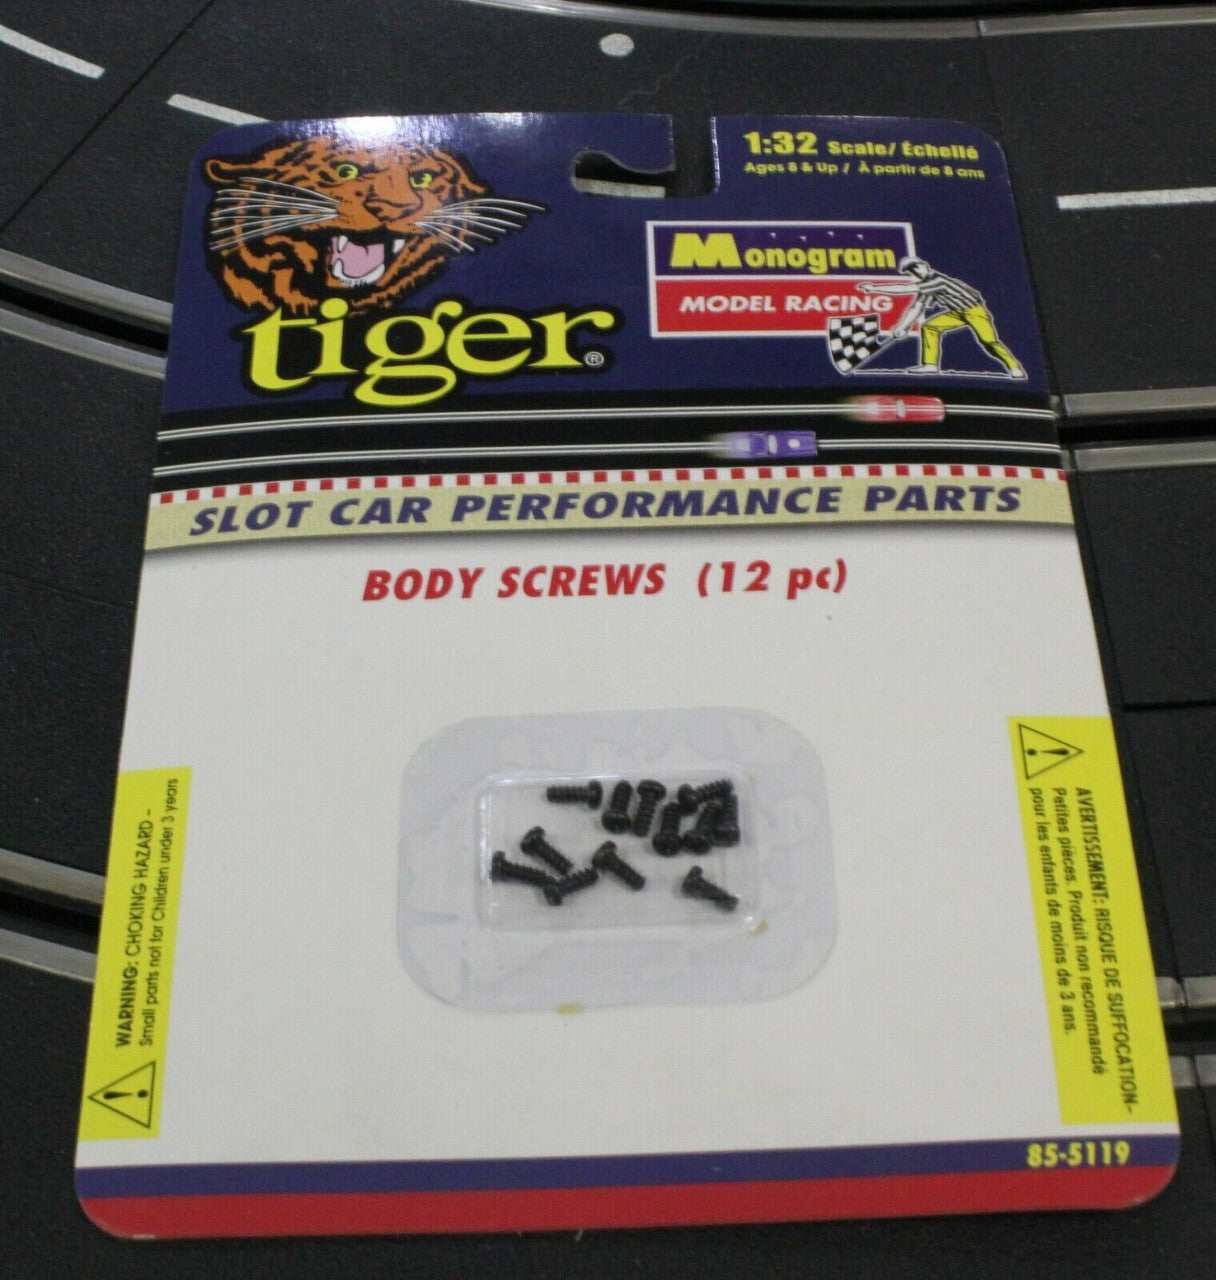 1:32 Scale/ Échelle
Ages 8 & Up / À partir de 8 ans
Monogram
MODEL RACING
tiger®
SLOT CAR PERFORMANCE PARTS
BODY SCREWS (12 pc)
WARNING: CHOKING HAZARD -
Small parts not for Children under 3 years
AVERTISSEMENT: RISQUE DE SUFFOCATION-
Petites pièces. Produit non recommandé
pour les enfants de moins de 3 ans.
85-5119